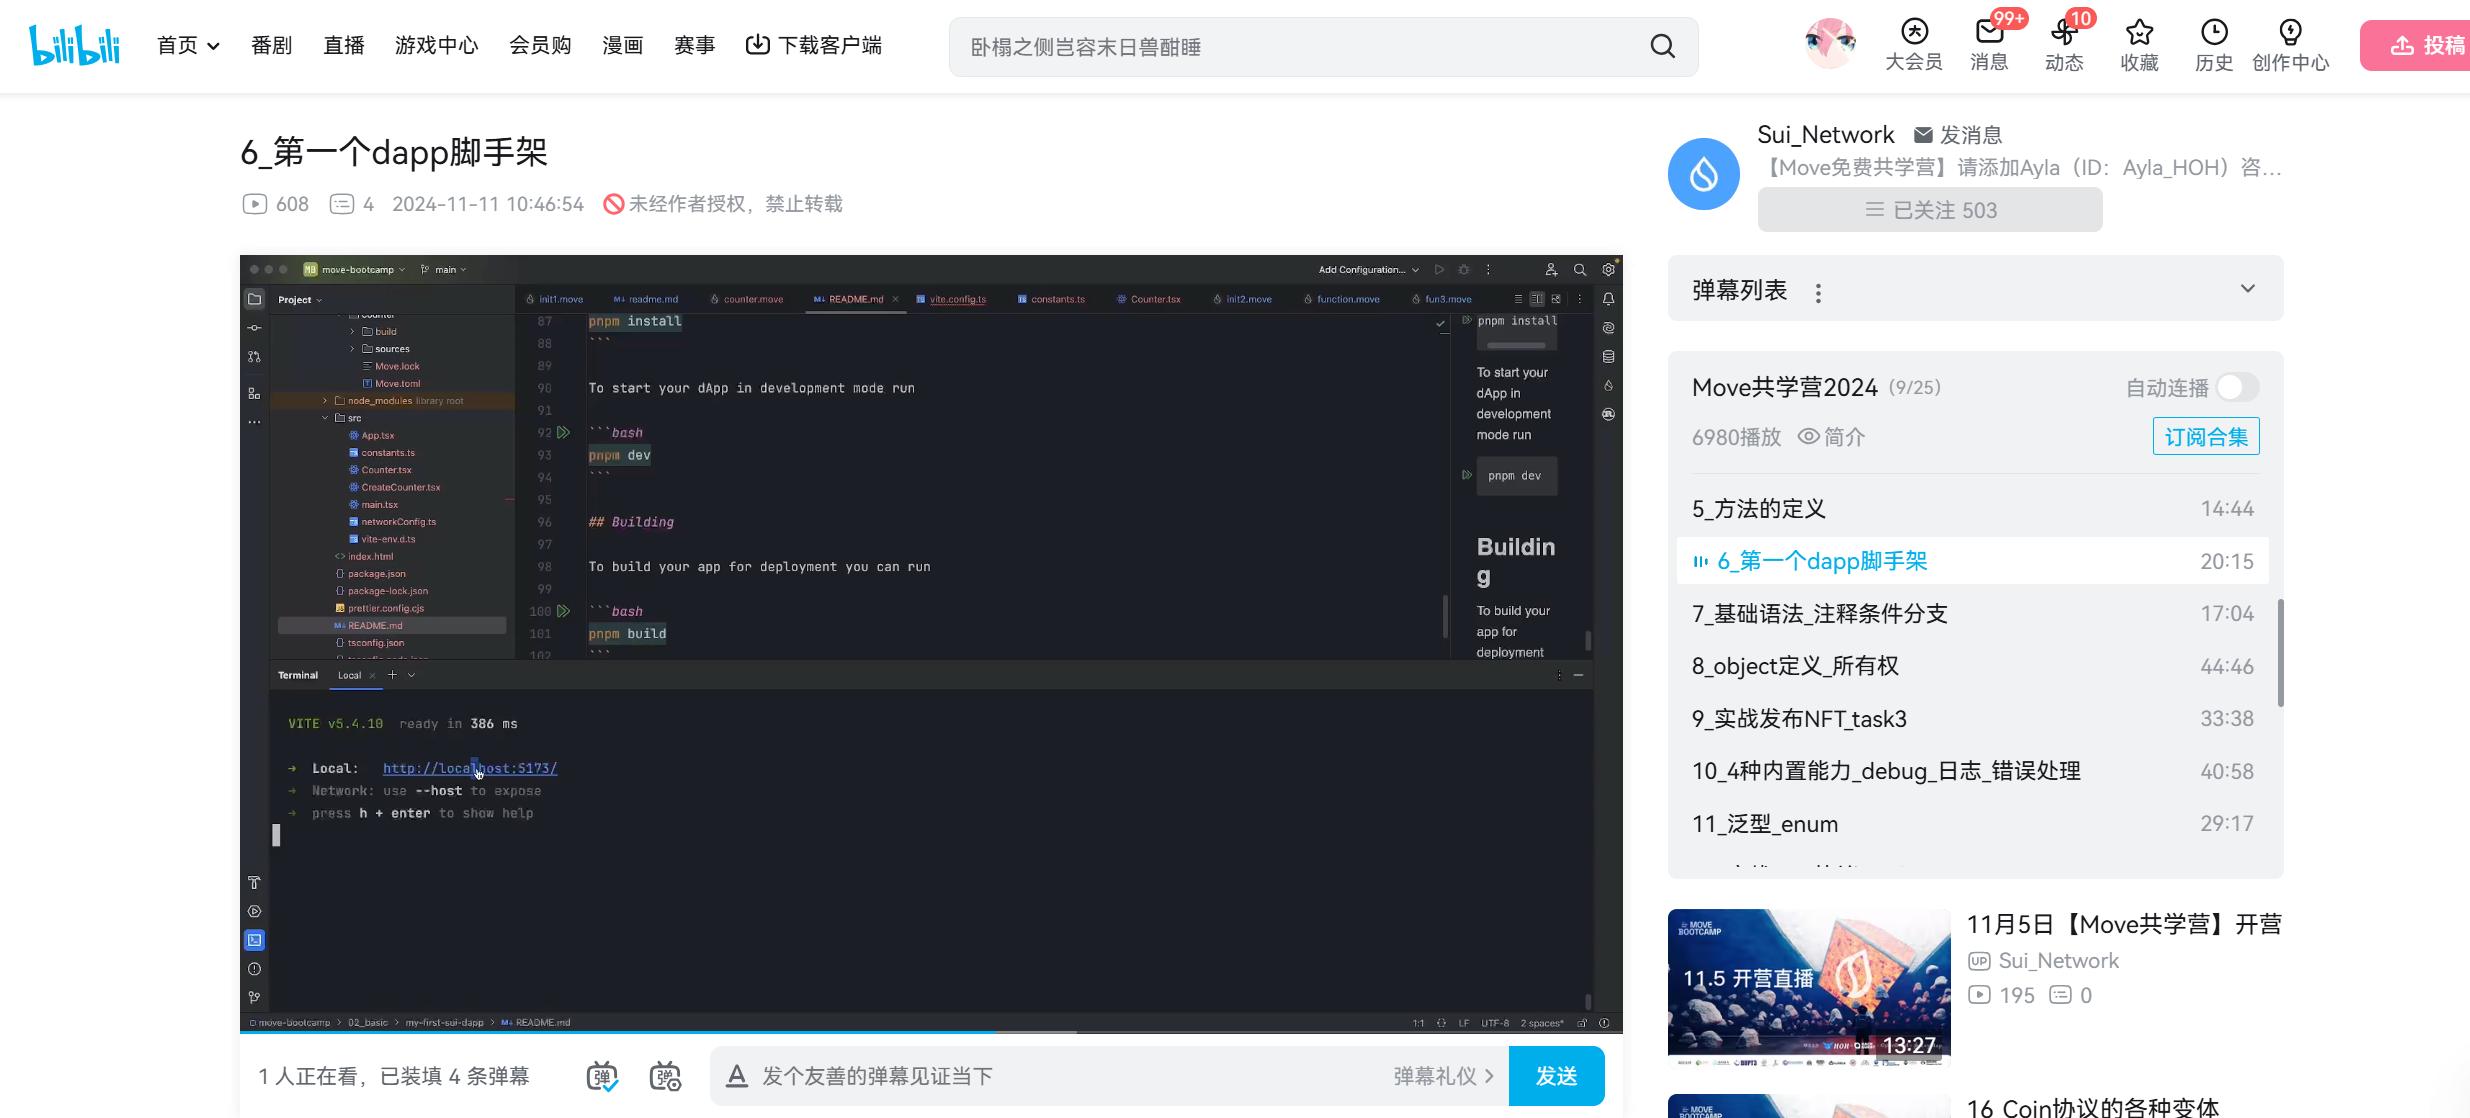 bilibili
首页 番剧 直播 游戏中心 会员购 漫画 赛事 下载客户端
卧榻之侧岂容末日兽酣睡
大会员
99+
消息
10
动态
收藏
历史
创作中心
投稿
6_第一个dapp脚手架
608 4 2024-11-11 10:46:54 未经作者授权，禁止转载
Sui_Network 发消息
【Move免费共学营】请添加Ayla（ID：Ayla_HOH）咨...
已关注 503
MB move-bootcamp main
Add Configuration...
Project
init1.move readme.md counter.move README.md vite.config.ts constants.ts Counter.tsx init2.move function.move fun3.move
counter
build
sources
Move.lock
Move.toml
node_modules library root
src
App.tsx
constants.ts
Counter.tsx
CreateCounter.tsx
main.tsx
networkConfig.ts
vite-env.d.ts
index.html
package.json
package-lock.json
prettier.config.cjs
README.md
tsconfig.json
87 pnpm install
88 ```
89
90 To start your dApp in development mode run
91
92 ```bash
93 pnpm dev
94 ```
95
96 ## Building
97
98 To build your app for deployment you can run
99
100 ```bash
101 pnpm build
102 ```
pnpm install
To start your
dApp in
development
mode run
pnpm dev
Buildin
g
To build your
app for
deployment
Terminal Local
VITE v5.4.10 ready in 386 ms
➜ Local: http://localhost:5173/
➜ Network: use --host to expose
➜ press h + enter to show help
move-bootcamp > 02_basic > my-first-sui-dapp > README.md
1:1 LF UTF-8 2 spaces*
1 人正在看，已装填 4 条弹幕
发个友善的弹幕见证当下
弹幕礼仪 >
发送
弹幕列表
Move共学营2024 (9/25)
自动连播
6980播放 简介
订阅合集
5_方法的定义 14:44
6_第一个dapp脚手架 20:15
7_基础语法_注释条件分支 17:04
8_object定义_所有权 44:46
9_实战发布NFT_task3 33:38
10_4种内置能力_debug_日志_错误处理 40:58
11_泛型_enum 29:17
MOVE
BOOTCAMP
11.5 开营直播
13:27
11月5日【Move共学营】开营
Sui_Network
195 0
MOVE
16 Coin协议的各种变体